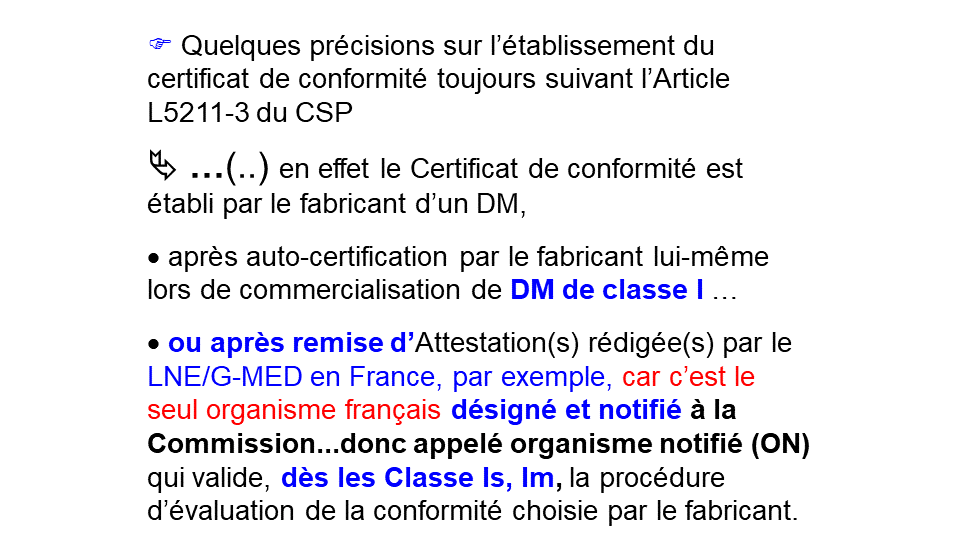 ☞ Quelques précisions sur l’établissement du
certificat de conformité toujours suivant l’Article
L5211-3 du CSP
⮡ …(..) en effet le Certificat de conformité est
établi par le fabricant d’un DM,
• après auto-certification par le fabricant lui-même
lors de commercialisation de DM de classe I …
• ou après remise d’Attestation(s) rédigée(s) par le
LNE/G-MED en France, par exemple, car c’est le
seul organisme français désigné et notifié à la
Commission...donc appelé organisme notifié (ON)
qui valide, dès les Classe Is, Im, la procédure
d’évaluation de la conformité choisie par le fabricant.